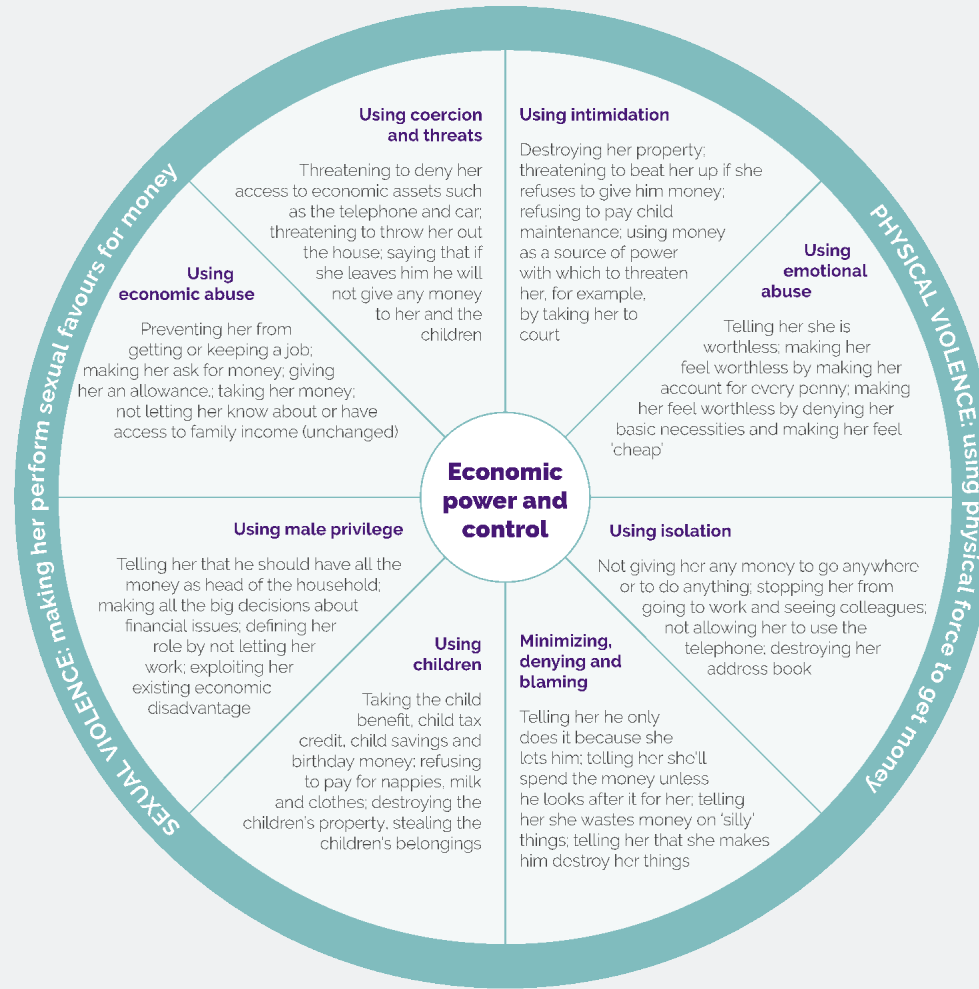 Using coercion
and threats
Threatening to deny her
access to economic assets such
as the telephone and car;
threatening to throw her out
the house; saying that if
she leaves him he will
not give any money
to her and the
children
Using intimidation
Destroying her property;
threatening to beat her up if she
refuses to give him money;
refusing to pay child
maintenance; using money
as a source of power
with which to threaten
her, for example,
by taking her to
court
Using
emotional
abuse
Telling her she is
worthless; making her
feel worthless by making her
account for every penny; making
her feel worthless by denying her
basic necessities and making her feel
'cheap'
Using isolation
Not giving her any money to go anywhere
or to do anything; stopping her from
going to work and seeing colleagues;
not allowing her to use the
telephone; destroying her
address book
Minimizing,
denying and
blaming
Telling her he only
does it because she
lets him; telling her she'll
spend the money unless
he looks after it for her; telling
her she wastes money on 'silly'
things; telling her that she makes
him destroy her things
Using
children
Taking the child
benefit, child tax
credit, child savings and
birthday money; refusing
to pay for nappies, milk
and clothes; destroying the
children's property, stealing the
children's belongings
Using male privilege
Telling her that he should have all the
money as head of the household;
making all the big decisions about
financial issues; defining her
role by not letting her
work; exploiting her
existing economic
disadvantage
Using
economic abuse
Preventing her from
getting or keeping a job;
making her ask for money; giving
her an allowance,; taking her money;
not letting her know about or have
access to family income (unchanged)
Economic
power and
control
SEXUAL VIOLENCE: making her perform sexual favours for money
PHYSICAL VIOLENCE: using physical force to get money